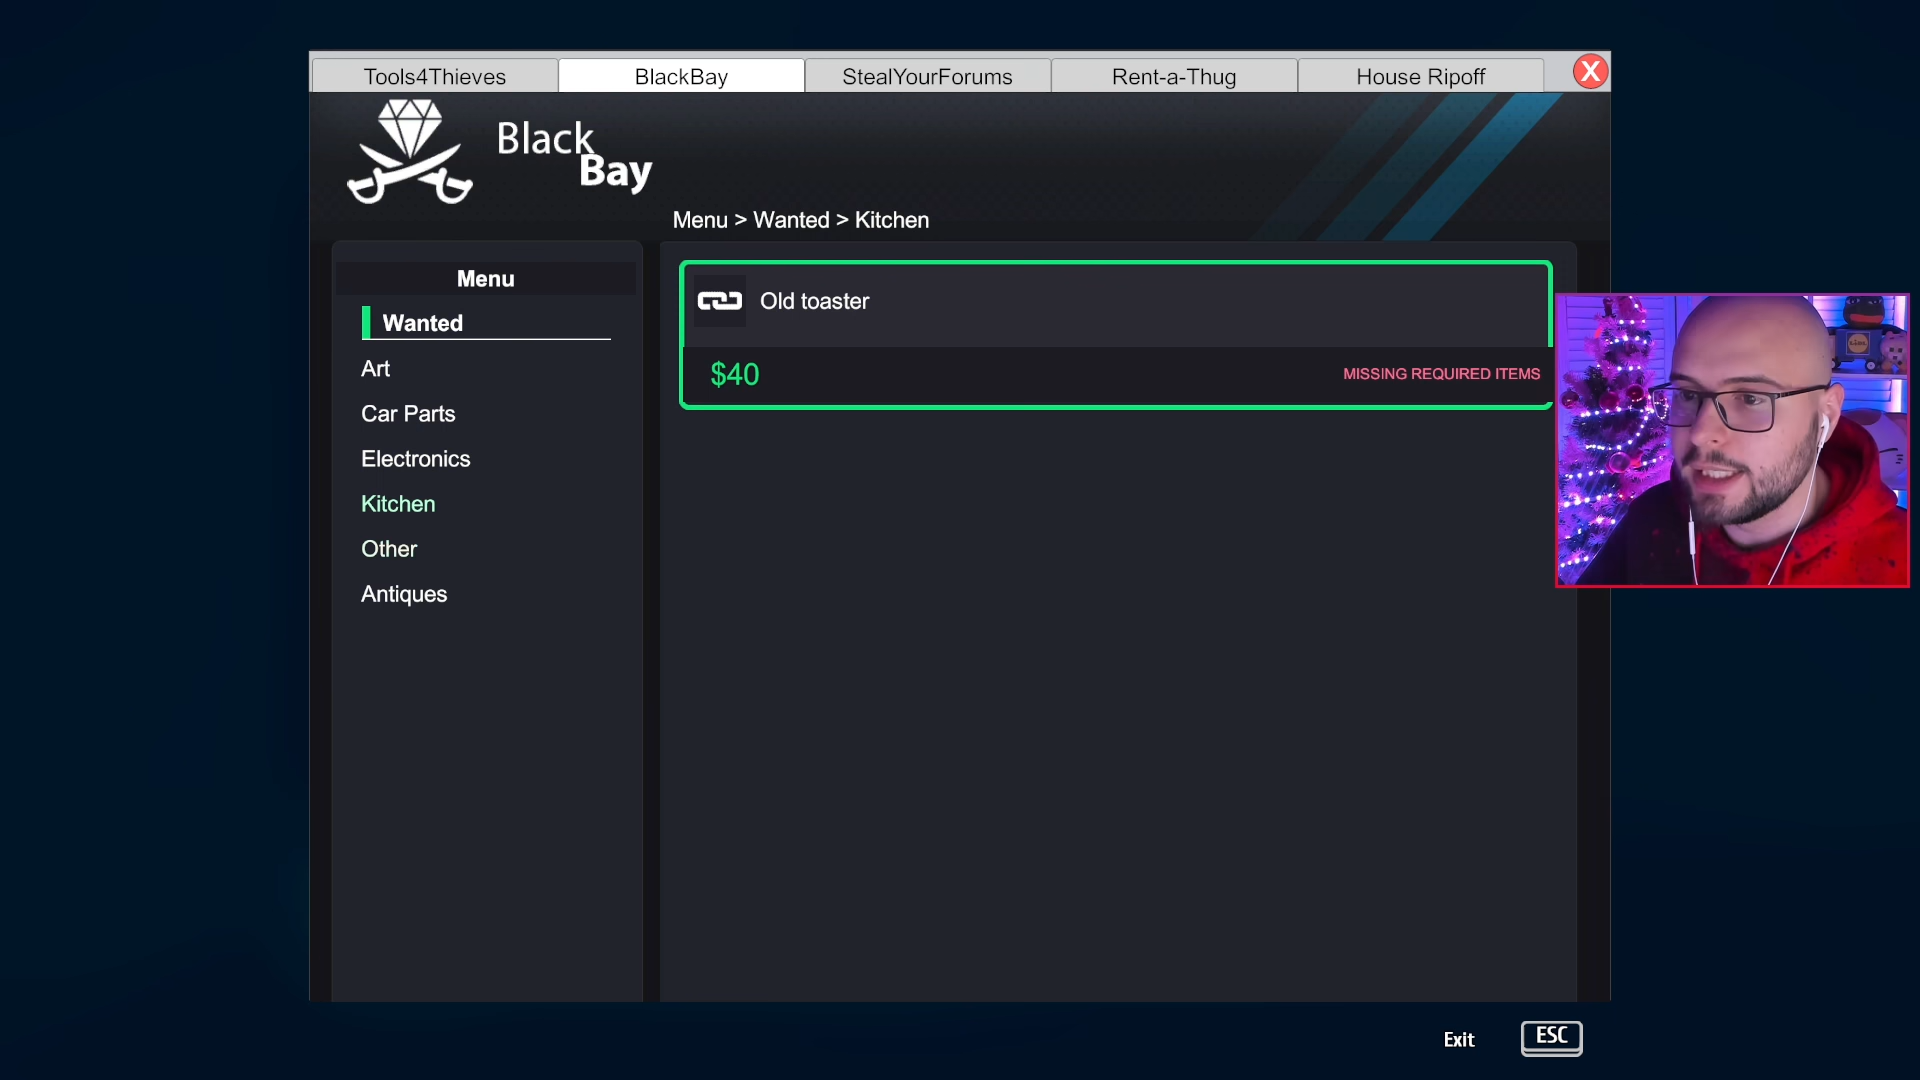 Tools4Thieves
BlackBay
StealYourForums
Rent-a-Thug
House Ripoff
X
Black
Bay
Menu > Wanted > Kitchen
Menu
Wanted
Art
Car Parts
Electronics
Kitchen
Other
Antiques
Old toaster
$40
MISSING REQUIRED ITEMS
LIDL
Exit
ESC